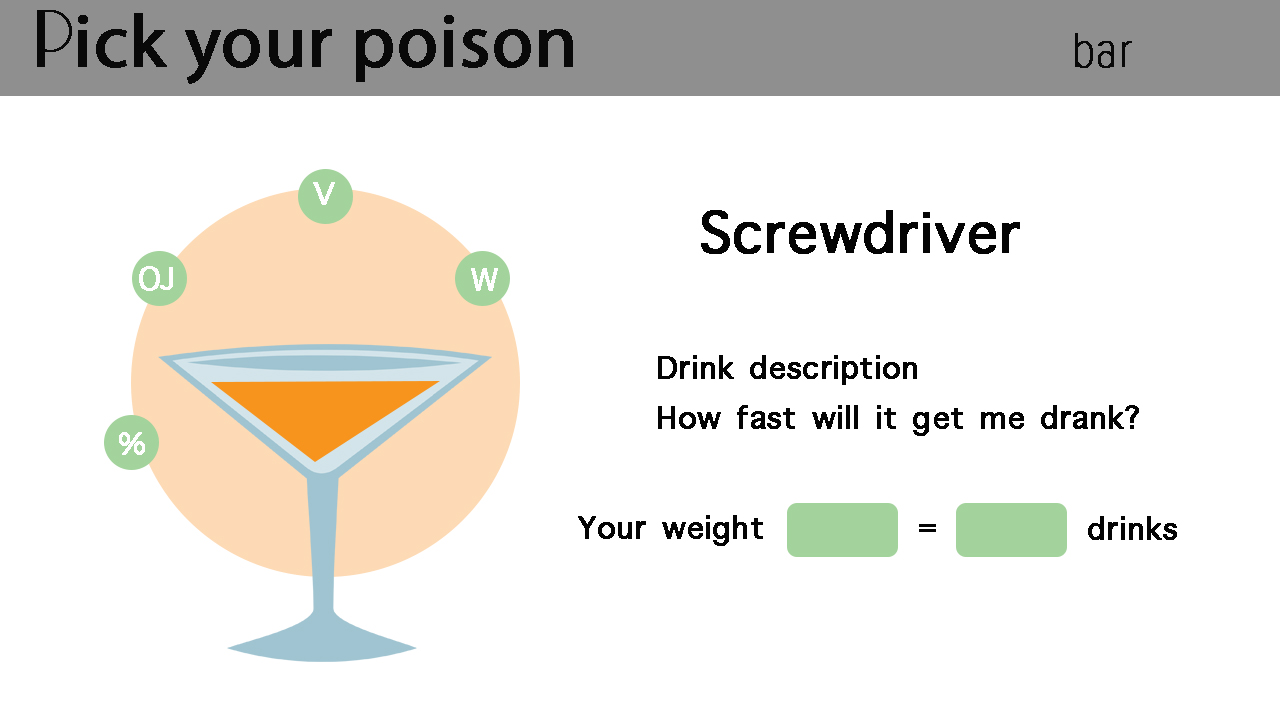 Pick your poison
bar
V
OJ
W
%
Screwdriver
Drink description
How fast will it get me drank?
Your weight = drinks